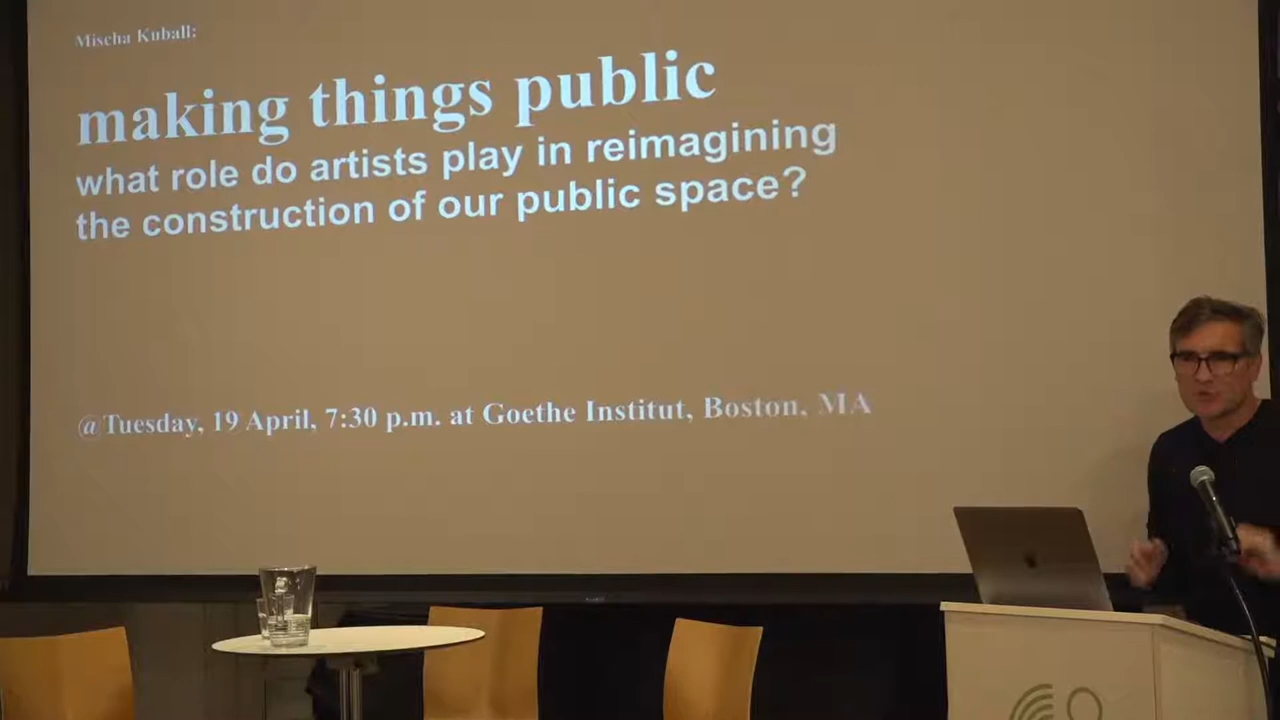 Mischa Kuball:
making things public
what role do artists play in reimagining
the construction of our public space?
@Tuesday, 19 April, 7:30 p.m. at Goethe Institut, Boston, MA